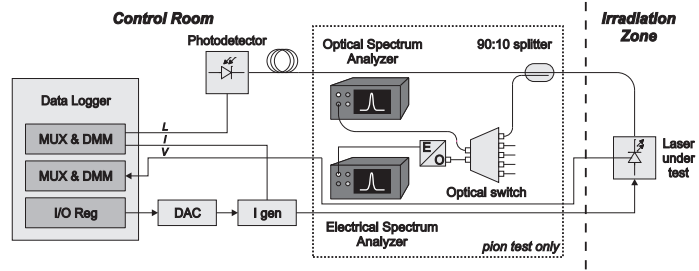 Control Room
Irradiation
Zone
Photodetector
Optical Spectrum
Analyzer
90:10 splitter
Data Logger
MUX & DMM
L
I
V
MUX & DMM
I/O Reg
DAC
I gen
E
O
Optical switch
Laser
under
test
Electrical Spectrum
Analyzer
pion test only